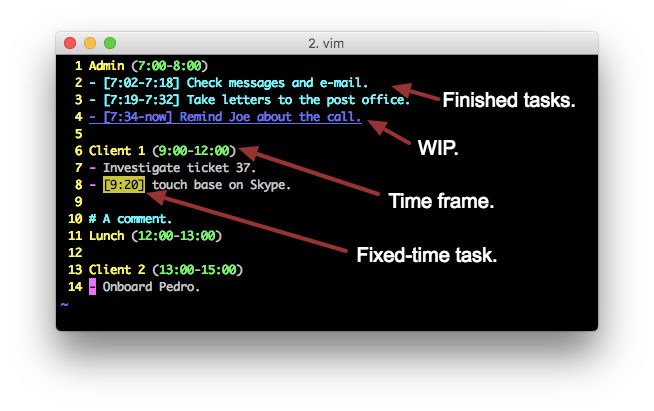 2. vim
1 Admin (7:00-8:00)
2 - [7:02-7:18] Check messages and e-mail.
3 - [7:19-7:32] Take letters to the post office.
4 - [7:34-now] Remind Joe about the call.
5
6 Client 1 (9:00-12:00)
7 - Investigate ticket 37.
8 - [9:20] touch base on Skype.
9
10 # A comment.
11 Lunch (12:00-13:00)
12
13 Client 2 (13:00-15:00)
14 - Onboard Pedro.
~
Finished tasks.
WIP.
Time frame.
Fixed-time task.